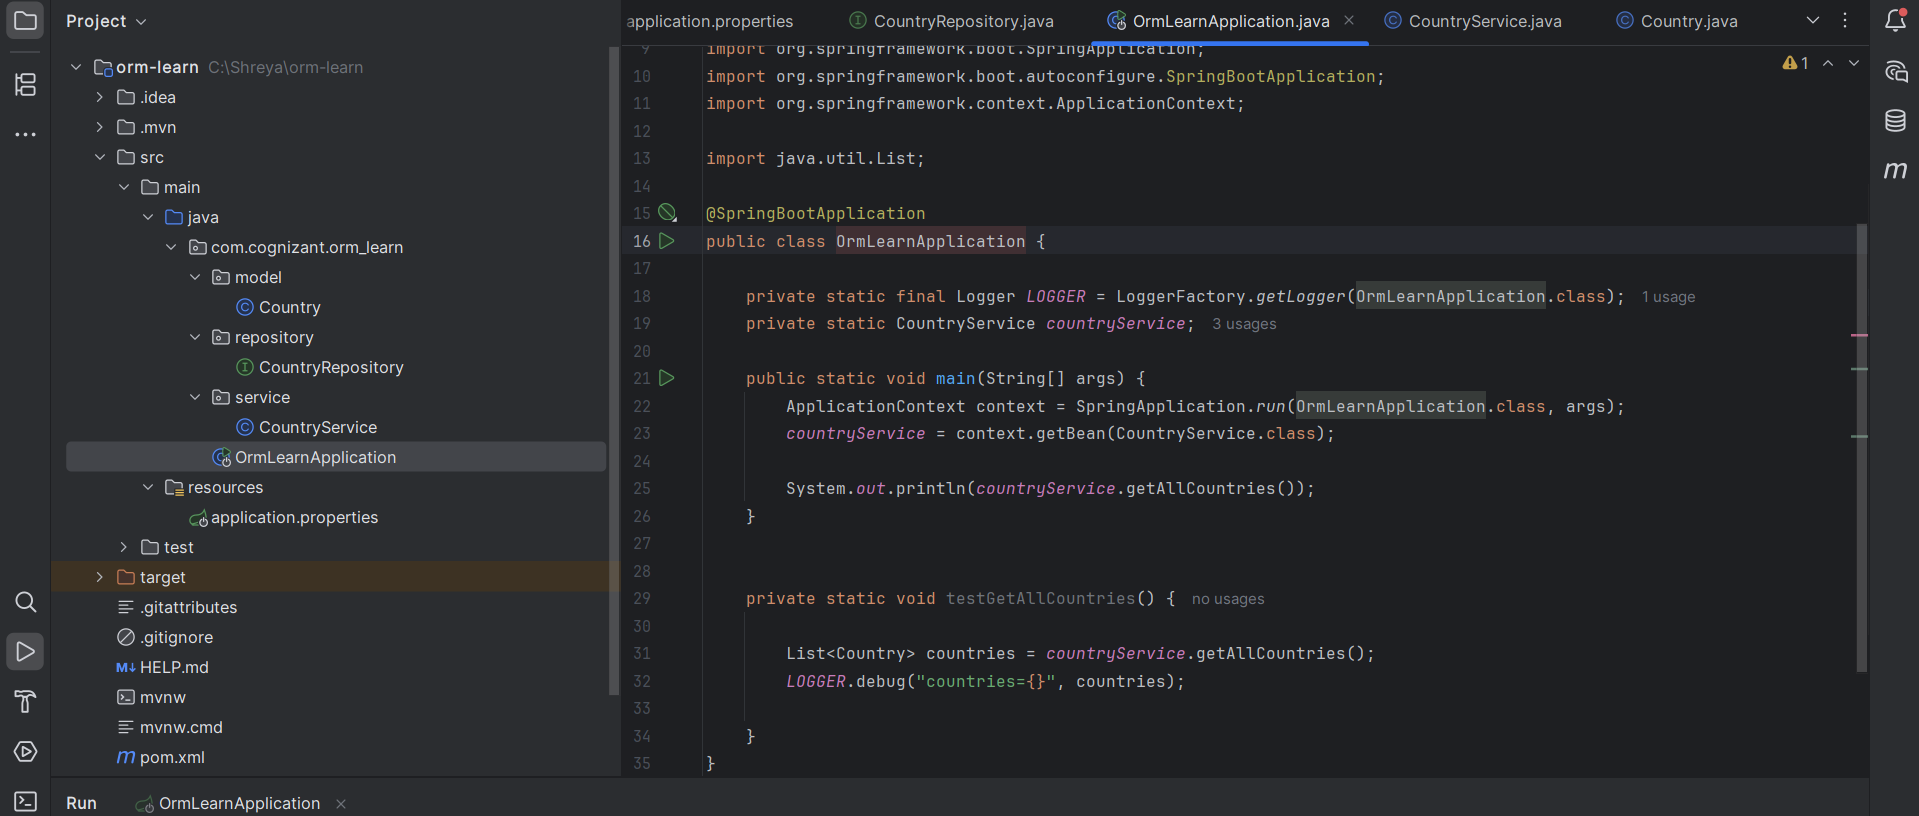 Project
orm-learn C:\Shreya\orm-learn
.idea
.mvn
src
main
java
com.cognizant.orm_learn
model
Country
repository
CountryRepository
service
CountryService
OrmLearnApplication
resources
application.properties
test
target
.gitattributes
.gitignore
M↓ HELP.md
mvnw
mvnw.cmd
m pom.xml
application.properties CountryRepository.java OrmLearnApplication.java CountryService.java Country.java
1
9 import org.springframework.boot.SpringApplication;
10 import org.springframework.boot.autoconfigure.SpringBootApplication;
11 import org.springframework.context.ApplicationContext;
12
13 import java.util.List;
14
15 @SpringBootApplication
16 public class OrmLearnApplication {
17
18 private static final Logger LOGGER = LoggerFactory.getLogger(OrmLearnApplication.class); 1 usage
19 private static CountryService countryService; 3 usages
20
21 public static void main(String[] args) {
22 ApplicationContext context = SpringApplication.run(OrmLearnApplication.class, args);
23 countryService = context.getBean(CountryService.class);
24
25 System.out.println(countryService.getAllCountries());
26 }
27
28
29 private static void testGetAllCountries() { no usages
30
31 List<Country> countries = countryService.getAllCountries();
32 LOGGER.debug("countries={}", countries);
33
34 }
35 }
m
Run OrmLearnApplication